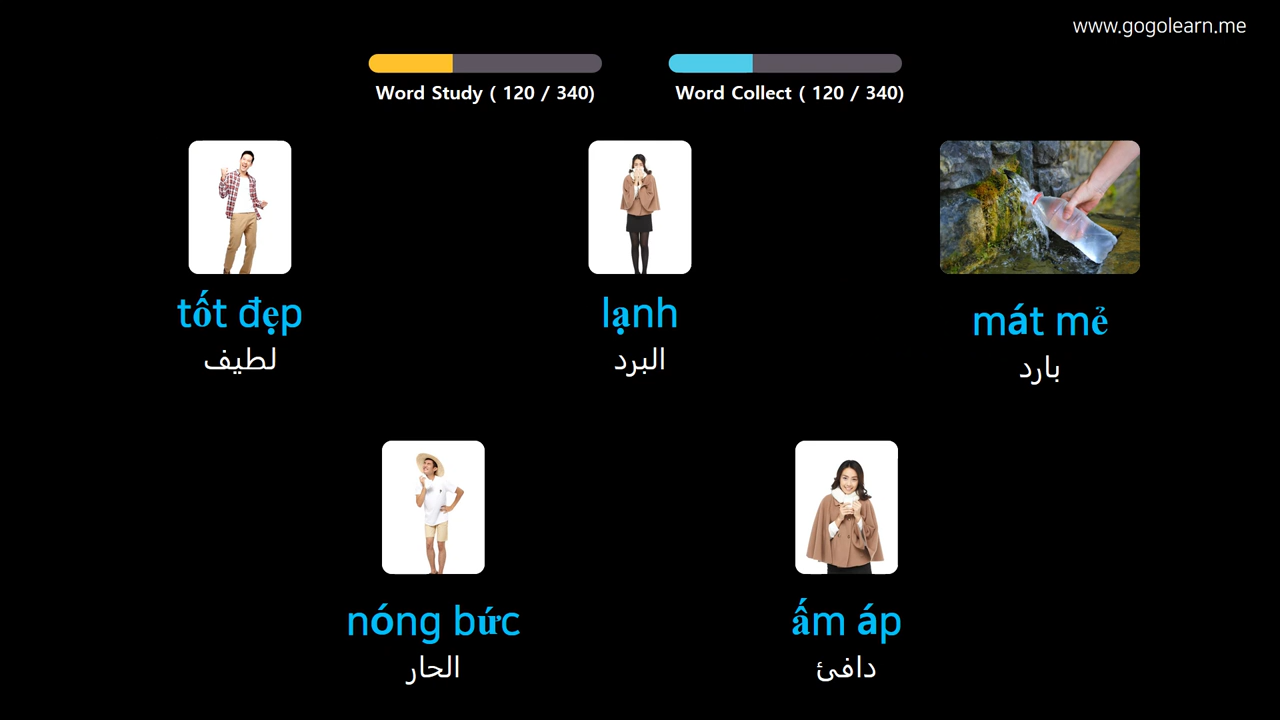 www.gogolearn.me
Word Study ( 120 / 340)
Word Collect ( 120 / 340)
tốt đẹp
لطيف
lạnh
البرد
mát mẻ
بارد
nóng bức
الحار
ấm áp
دافئ